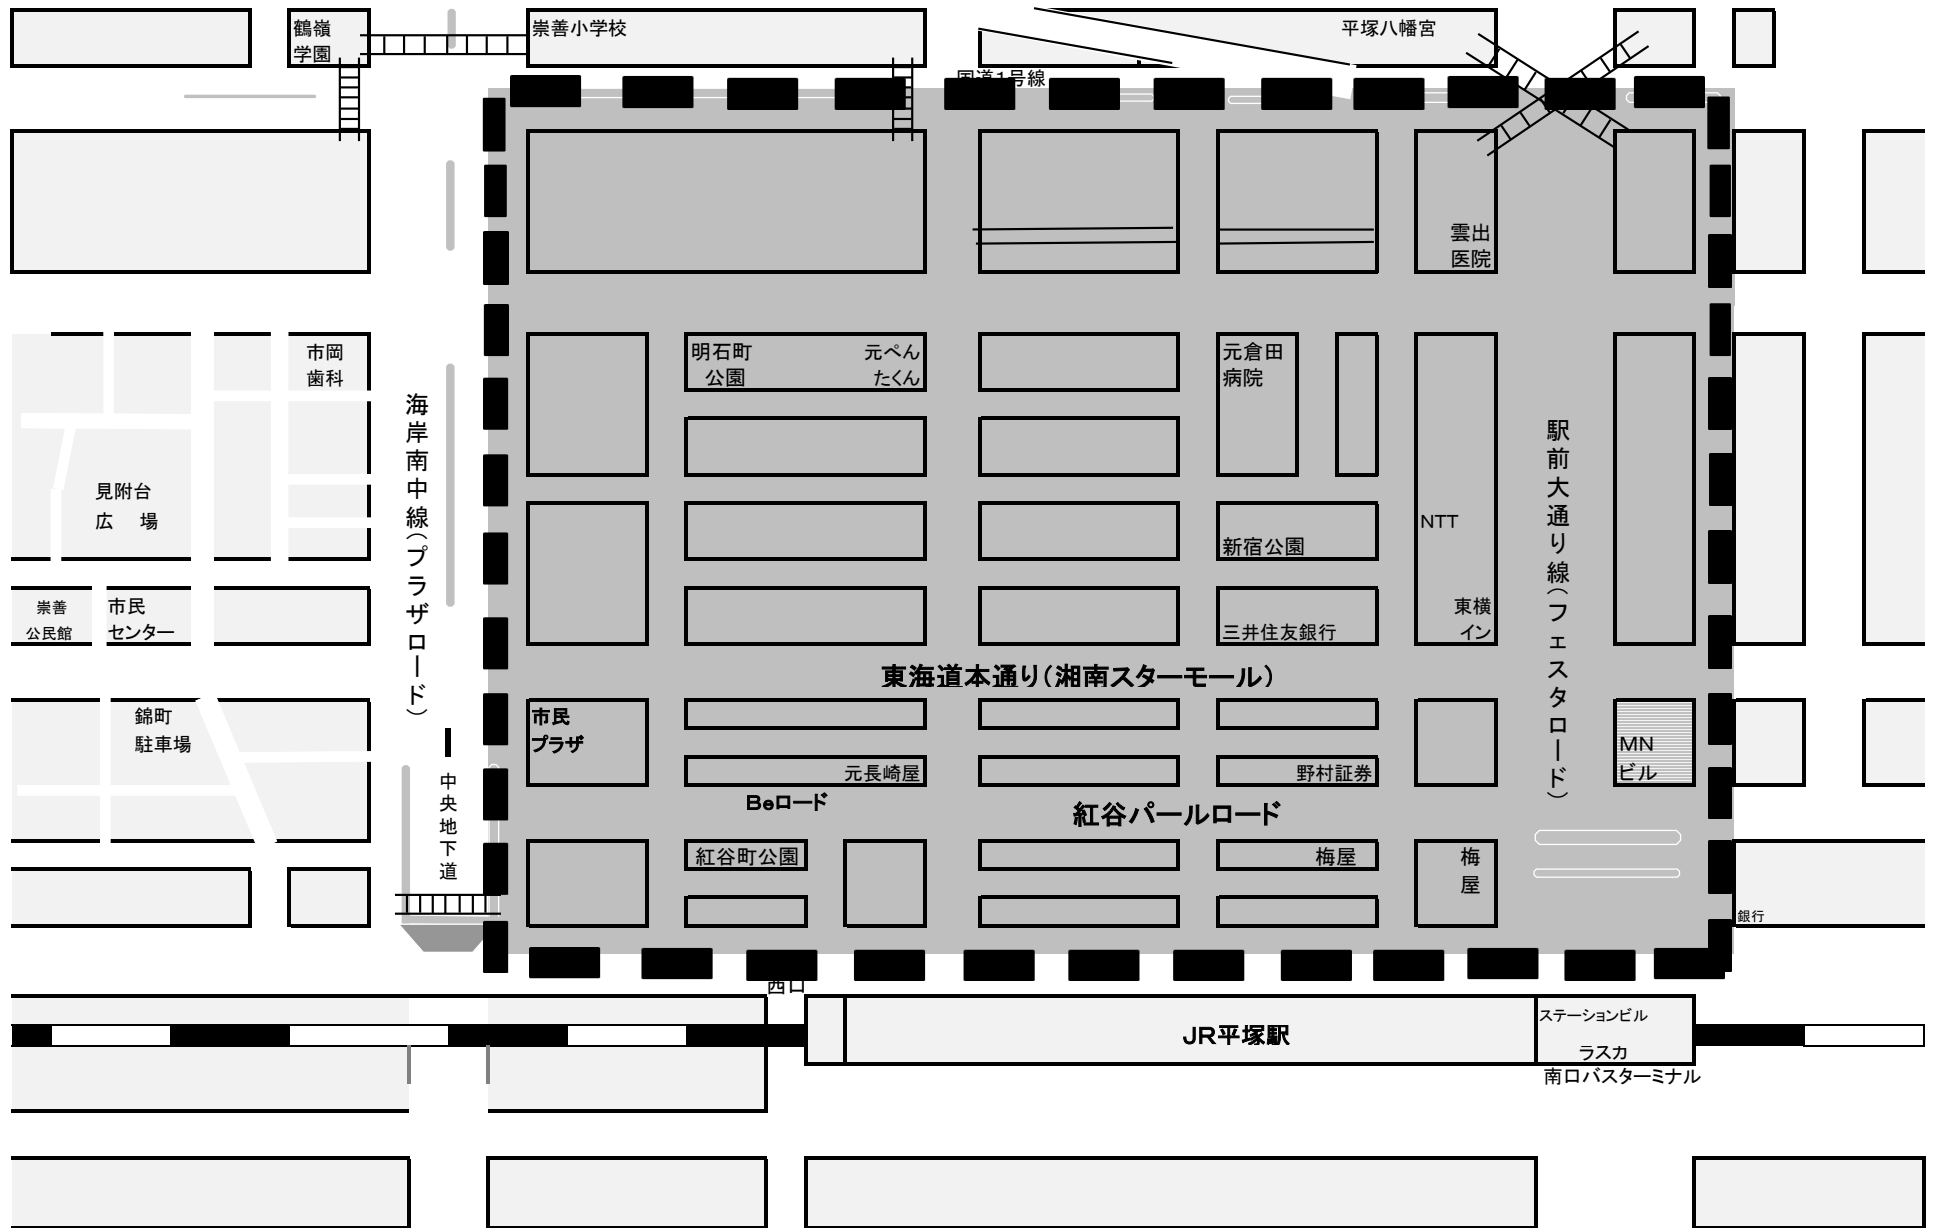 鶴嶺
学園
崇善小学校
平塚八幡宮
国道1号線
雲出
医院
市岡
歯科
明石町
公園
元ぺん
たくん
元倉田
病院
海岸南中線（プラザロード）
駅前大通り線（フェスタロード）
見附台
広　場
NTT
新宿公園
崇善
公民館
市民
センター
三井住友銀行
東横
イン
東海道本通り（湘南スターモール）
錦町
駐車場
市民
プラザ
MN
ビル
元長崎屋
野村証券
中央地下道
Beロード
紅谷パールロード
紅谷町公園
梅屋
梅屋
銀行
西口
JR平塚駅
ステーションビル
ラスカ
南口バスターミナル